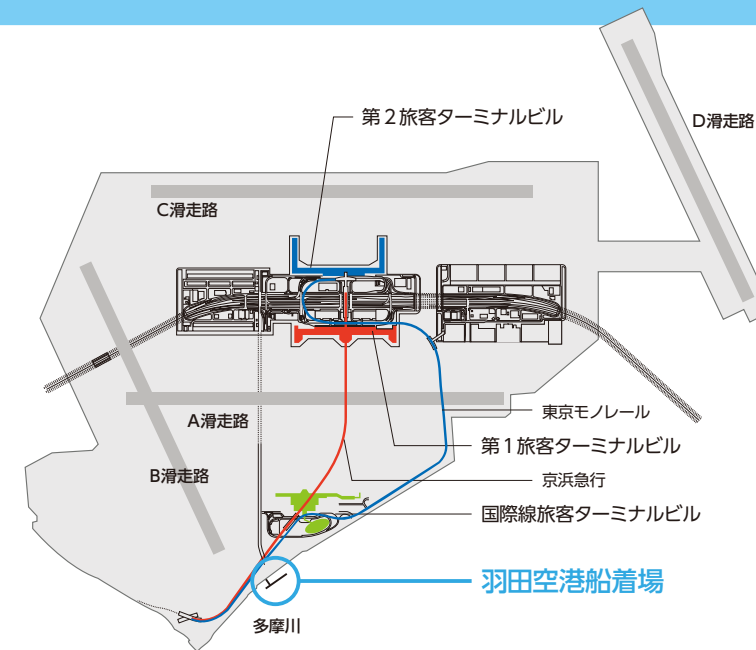 第2旅客ターミナルビル
D滑走路
C滑走路
東京モノレール
A滑走路
第1旅客ターミナルビル
B滑走路
京浜急行
国際線旅客ターミナルビル
羽田空港船着場
多摩川